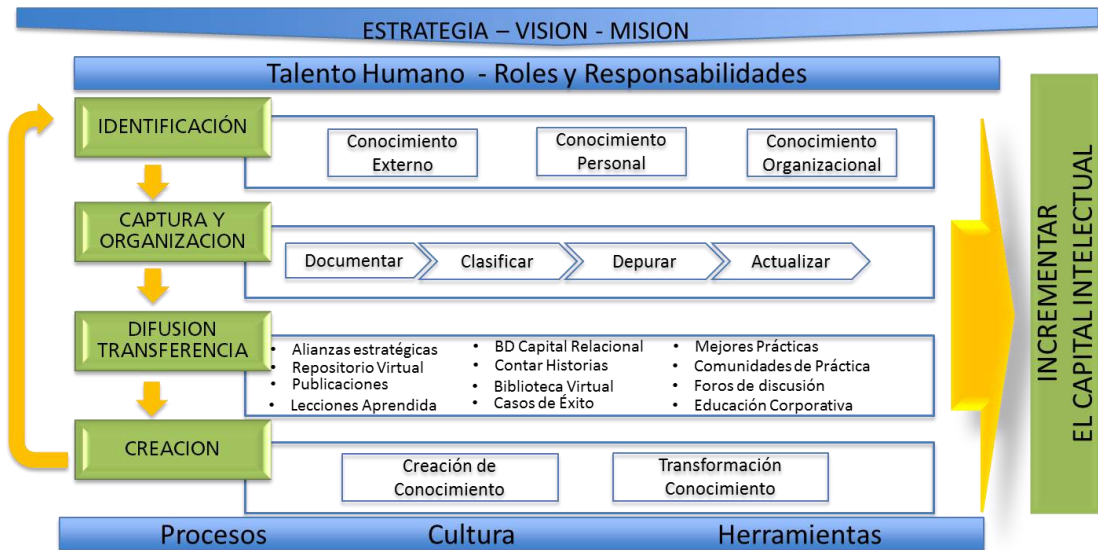 ESTRATEGIA – VISION - MISION
Talento Humano - Roles y Responsabilidades
IDENTIFICACIÓN
Conocimiento
Externo
Conocimiento
Personal
Conocimiento
Organizacional
CAPTURA Y
ORGANIZACION
Documentar
Clasificar
Depurar
Actualizar
DIFUSION
TRANSFERENCIA
• Alianzas estratégicas
• Repositorio Virtual
• Publicaciones
• Lecciones Aprendida
• BD Capital Relacional
• Contar Historias
• Biblioteca Virtual
• Casos de Éxito
• Mejores Prácticas
• Comunidades de Práctica
• Foros de discusión
• Educación Corporativa
CREACION
Creación de
Conocimiento
Transformación
Conocimiento
Procesos
Cultura
Herramientas
INCREMENTAR
EL CAPITAL INTELECTUAL